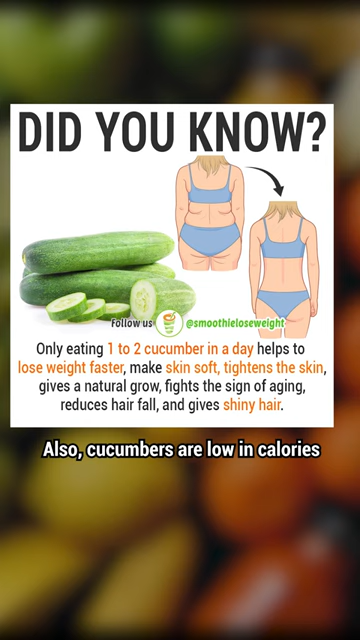 DID YOU KNOW?
Follow us @smoothieloseweight
Only eating 1 to 2 cucumber in a day helps to
lose weight faster, make skin soft, tightens the skin,
gives a natural grow, fights the sign of aging,
reduces hair fall, and gives shiny hair.
Also, cucumbers are low in calories